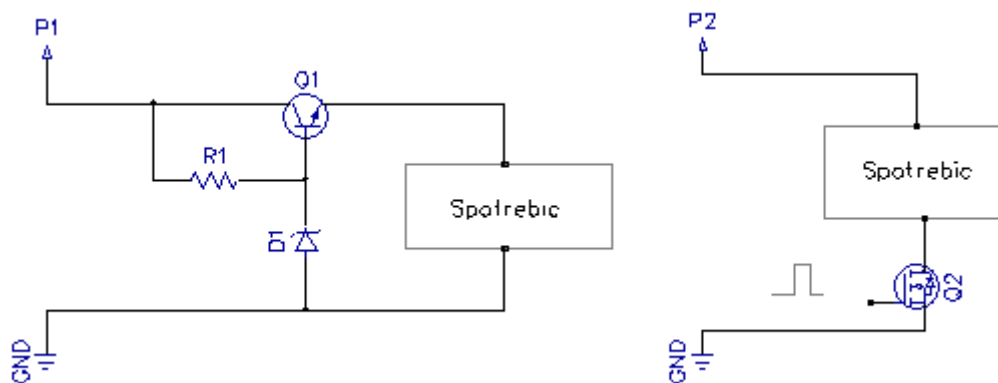 P1
Q1
R1
D1
Spotrebic
GND
P2
Spotrebic
Q2
GND